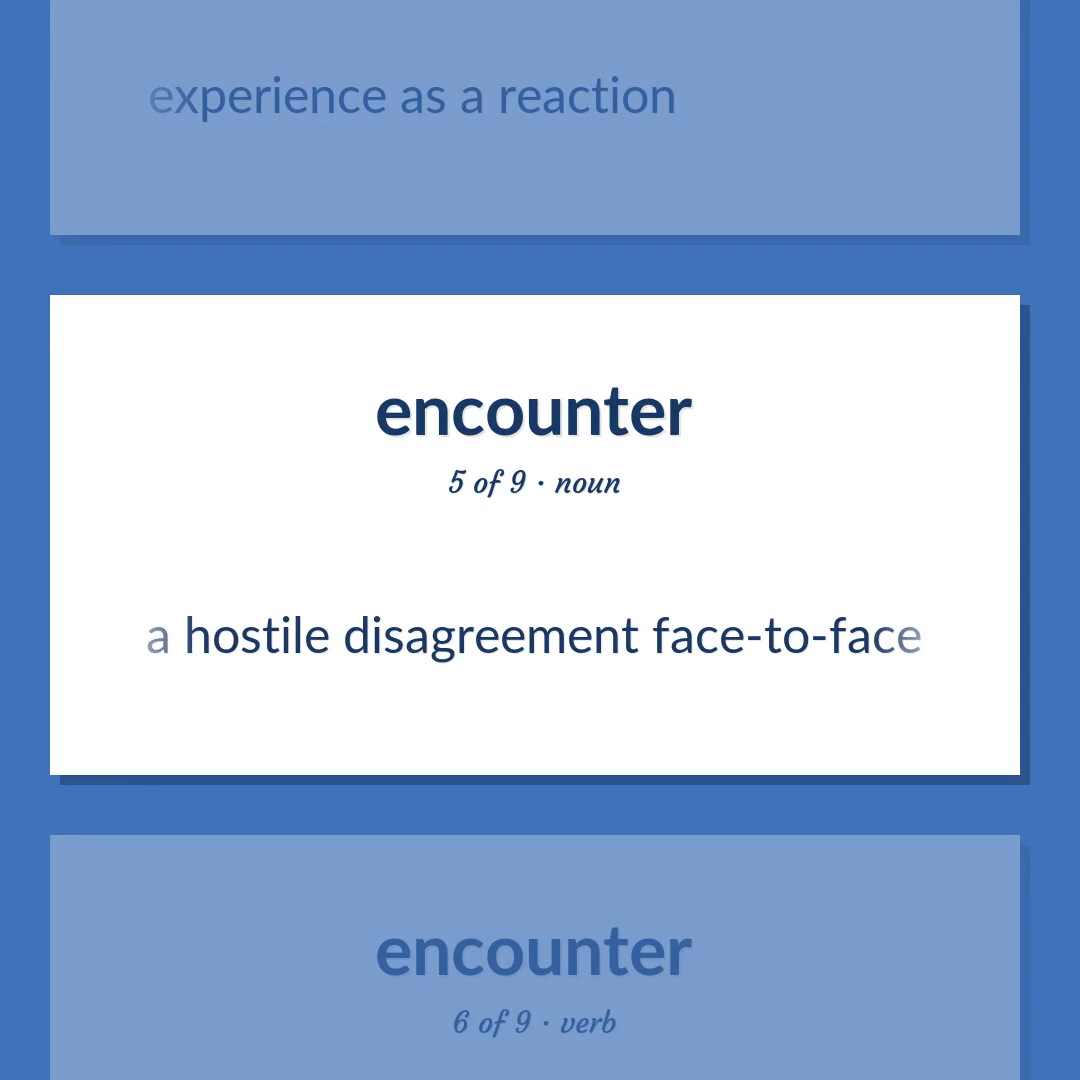 experience as a reaction
encounter
5 of 9 · noun
a hostile disagreement face-to-face
encounter
6 of 9 · verb